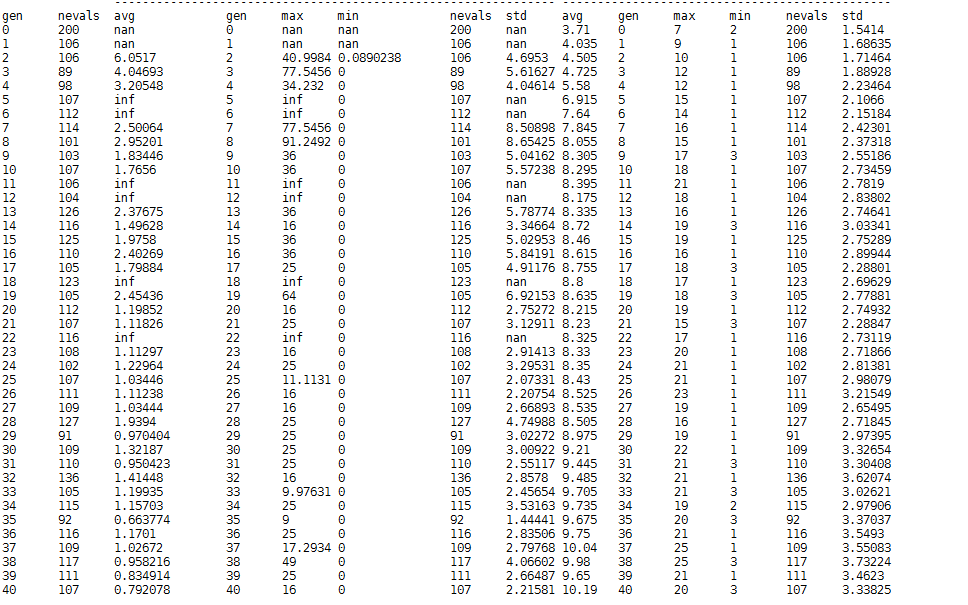 -------------------------------------------------------------- ----------------------------------------------
gen nevals avg gen max min nevals std avg gen max min nevals std
0 200 nan 0 nan nan 200 nan 3.71 0 7 2 200 1.5414
1 106 nan 1 nan nan 106 nan 4.035 1 9 1 106 1.68635
2 106 6.0517 2 40.9984 0.0890238 106 4.6953 4.505 2 10 1 106 1.71464
3 89 4.04693 3 77.5456 0 89 5.61627 4.725 3 12 1 89 1.88928
4 98 3.20548 4 34.232 0 98 4.04614 5.58 4 12 1 98 2.23464
5 107 inf 5 inf 0 107 nan 6.915 5 15 1 107 2.1066
6 112 inf 6 inf 0 112 nan 7.64 6 14 1 112 2.15184
7 114 2.50064 7 77.5456 0 114 8.50898 7.845 7 16 1 114 2.42301
8 101 2.95201 8 91.2492 0 101 8.65425 8.055 8 15 1 101 2.37318
9 103 1.83446 9 36 0 103 5.04162 8.305 9 17 3 103 2.55186
10 107 1.7656 10 36 0 107 5.57238 8.295 10 18 1 107 2.73459
11 106 inf 11 inf 0 106 nan 8.395 11 21 1 106 2.7819
12 104 inf 12 inf 0 104 nan 8.175 12 18 1 104 2.83802
13 126 2.37675 13 36 0 126 5.78774 8.335 13 16 1 126 2.74641
14 116 1.49628 14 16 0 116 3.34664 8.72 14 19 3 116 3.03341
15 125 1.9758 15 36 0 125 5.02953 8.46 15 19 1 125 2.75289
16 110 2.40269 16 36 0 110 5.84191 8.615 16 16 1 110 2.89944
17 105 1.79884 17 25 0 105 4.91176 8.755 17 18 3 105 2.28801
18 123 inf 18 inf 0 123 nan 8.8 18 17 1 123 2.69629
19 105 2.45436 19 64 0 105 6.92153 8.635 19 18 3 105 2.77881
20 112 1.19852 20 16 0 112 2.75272 8.215 20 19 1 112 2.74932
21 107 1.11826 21 25 0 107 3.12911 8.23 21 15 3 107 2.28847
22 116 inf 22 inf 0 116 nan 8.325 22 17 1 116 2.73119
23 108 1.11297 23 16 0 108 2.91413 8.33 23 20 1 108 2.71866
24 102 1.22964 24 25 0 102 3.29531 8.35 24 21 1 102 2.81381
25 107 1.03446 25 11.1131 0 107 2.07331 8.43 25 21 1 107 2.98079
26 111 1.11238 26 16 0 111 2.20754 8.525 26 23 1 111 3.21549
27 109 1.03444 27 16 0 109 2.66893 8.535 27 19 1 109 2.65495
28 127 1.9394 28 25 0 127 4.74988 8.505 28 16 1 127 2.71845
29 91 0.970404 29 25 0 91 3.02272 8.975 29 19 1 91 2.97395
30 109 1.32187 30 25 0 109 3.00922 9.21 30 22 1 109 3.32654
31 110 0.950423 31 25 0 110 2.55117 9.445 31 21 3 110 3.30408
32 136 1.41448 32 16 0 136 2.8578 9.485 32 21 1 136 3.62074
33 105 1.19935 33 9.97631 0 105 2.45654 9.705 33 21 3 105 3.02621
34 115 1.15703 34 25 0 115 3.53163 9.735 34 19 2 115 2.97906
35 92 0.663774 35 9 0 92 1.44441 9.675 35 20 3 92 3.37037
36 116 1.1701 36 25 0 116 2.83506 9.75 36 21 1 116 3.5493
37 109 1.02672 37 17.2934 0 109 2.79768 10.04 37 25 1 109 3.55083
38 117 0.958216 38 49 0 117 4.06602 9.98 38 25 3 117 3.73224
39 111 0.834914 39 25 0 111 2.66487 9.65 39 21 1 111 3.4623
40 107 0.792078 40 16 0 107 2.21581 10.19 40 20 3 107 3.33825